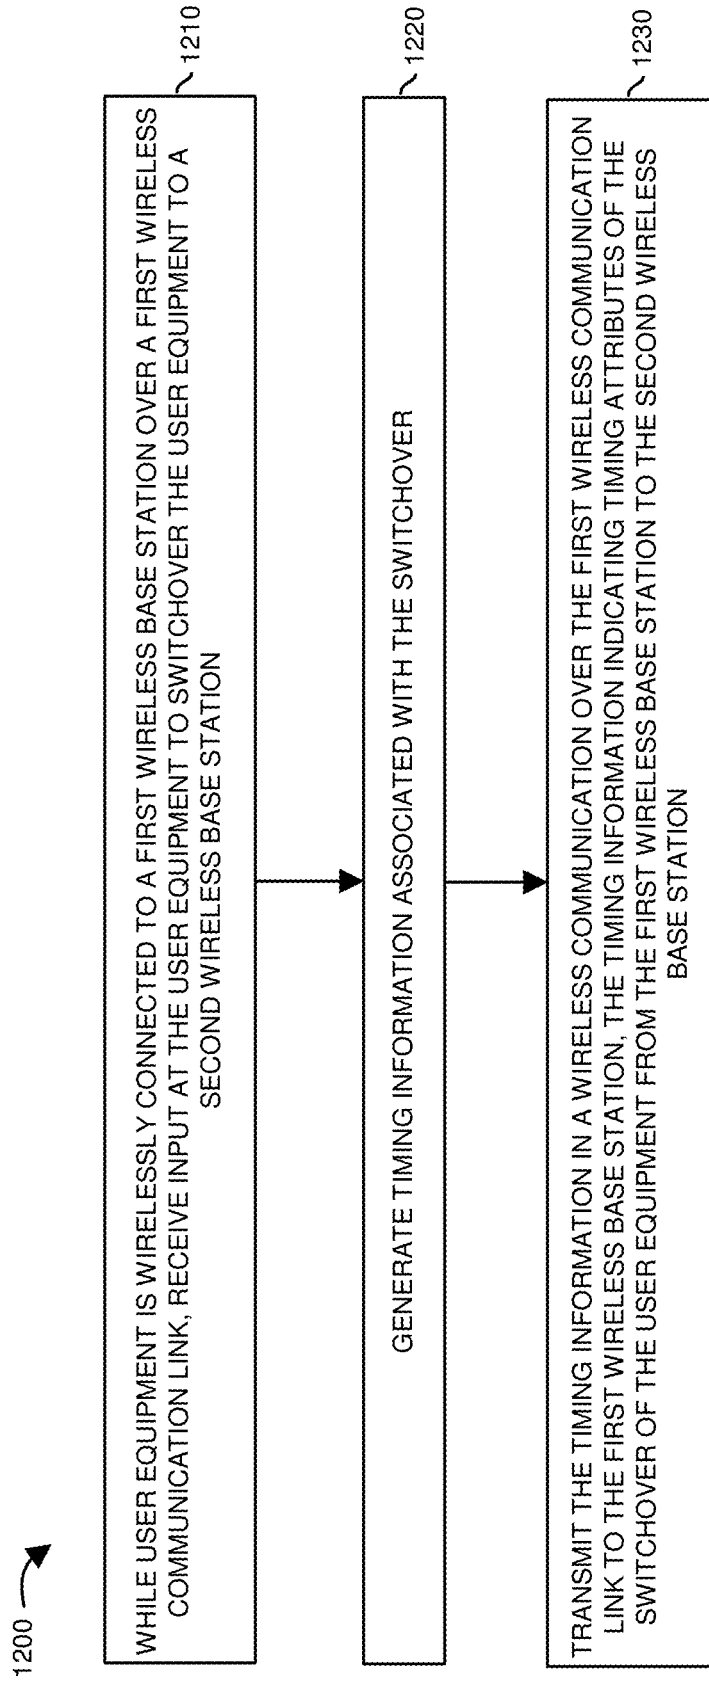 1200
WHILE USER EQUIPMENT IS WIRELESSLY CONNECTED TO A FIRST WIRELESS BASE STATION OVER A FIRST WIRELESS
COMMUNICATION LINK, RECEIVE INPUT AT THE USER EQUIPMENT TO SWITCHOVER THE USER EQUIPMENT TO A
SECOND WIRELESS BASE STATION
1210
GENERATE TIMING INFORMATION ASSOCIATED WITH THE SWITCHOVER
1220
TRANSMIT THE TIMING INFORMATION IN A WIRELESS COMMUNICATION OVER THE FIRST WIRELESS COMMUNICATION
LINK TO THE FIRST WIRELESS BASE STATION, THE TIMING INFORMATION INDICATING TIMING ATTRIBUTES OF THE
SWITCHOVER OF THE USER EQUIPMENT FROM THE FIRST WIRELESS BASE STATION TO THE SECOND WIRELESS
BASE STATION
1230